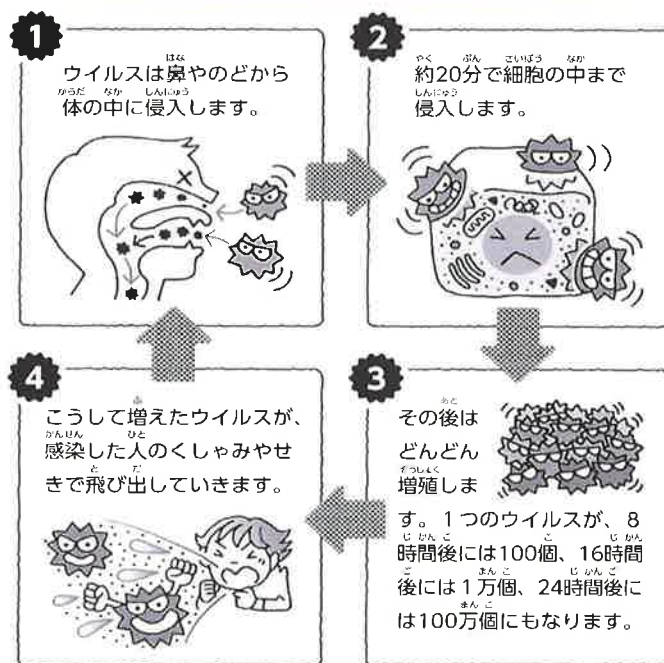 1
ウイルスは鼻やのどから
体の中に侵入します。
2
約20分で細胞の中まで
侵入します。
3
その後は
どんどん
増殖しま
す。1つのウイルスが、8
時間後には100個、16時間
後には1万個、24時間後に
は100万個にもなります。
4
こうして増えたウイルスが、
感染した人のくしゃみやせ
きで飛び出していきます。